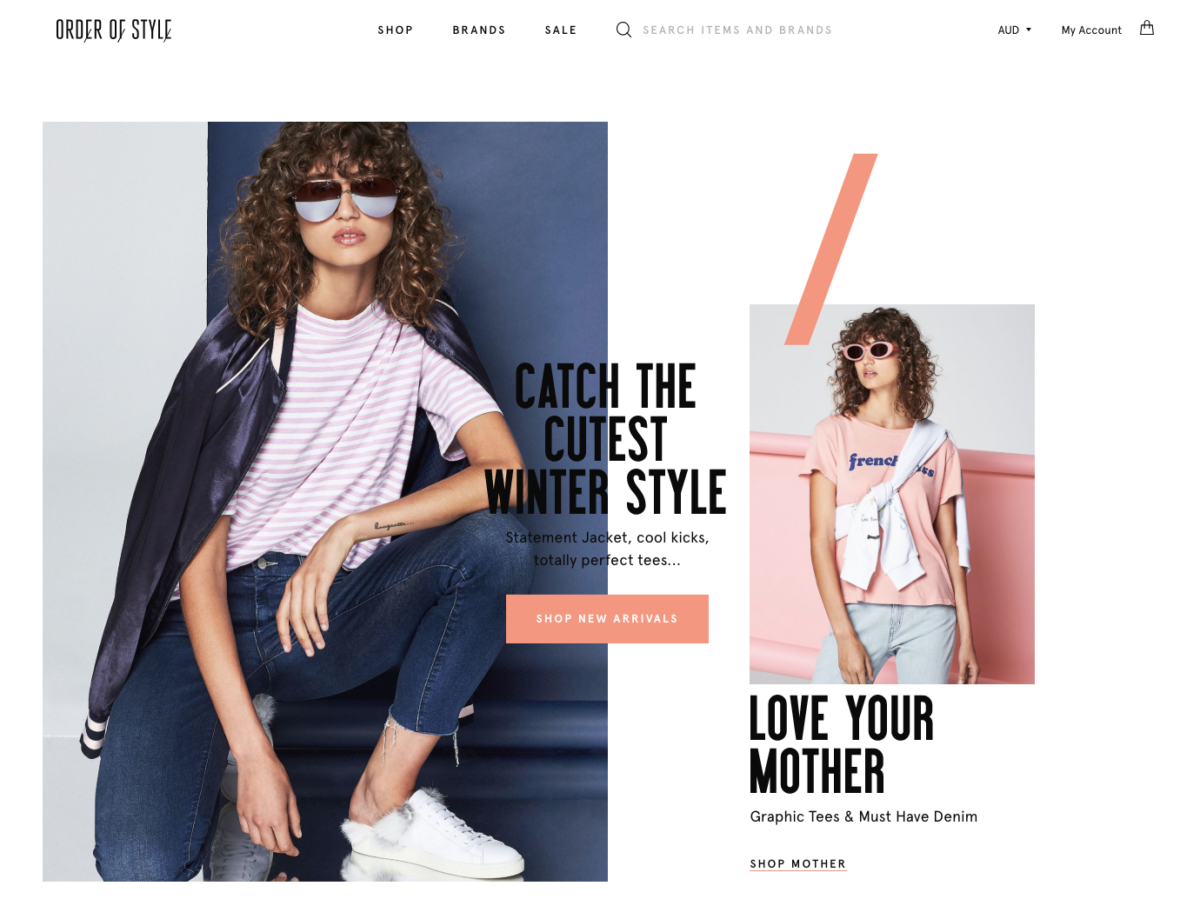 ORDER OF STYLE
SHOP
BRANDS
SALE
SEARCH ITEMS AND BRANDS
AUD
My Account
CATCH THE
CUTEST
WINTER STYLE
Statement Jacket, cool kicks,
totally perfect tees...
SHOP NEW ARRIVALS
LOVE YOUR
MOTHER
Graphic Tees & Must Have Denim
SHOP MOTHER